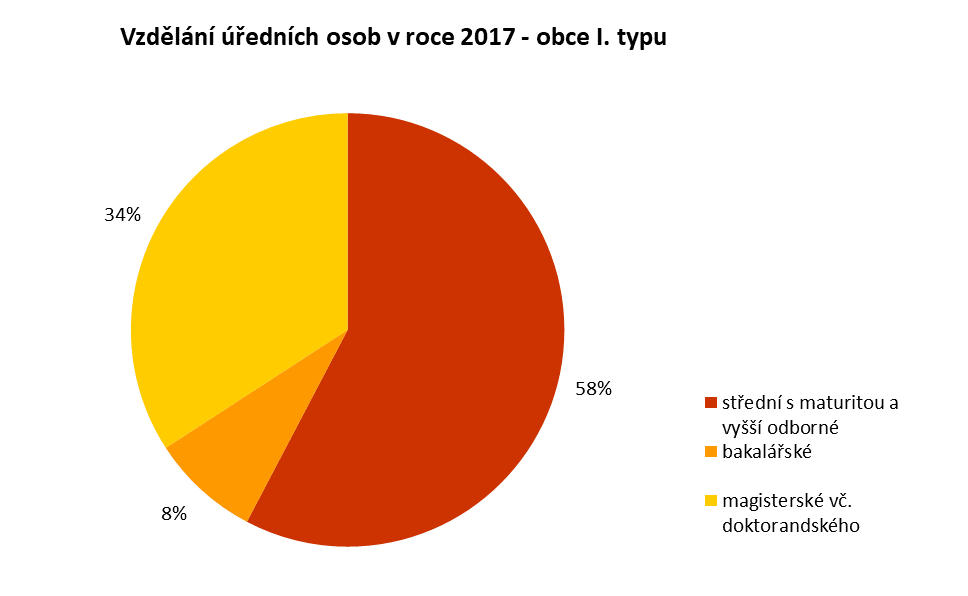 Vzdělání úředních osob v roce 2017 - obce I. typu
34%
58%
8%
střední s maturitou a
vyšší odborné
bakalářské
magisterské vč.
doktorandského